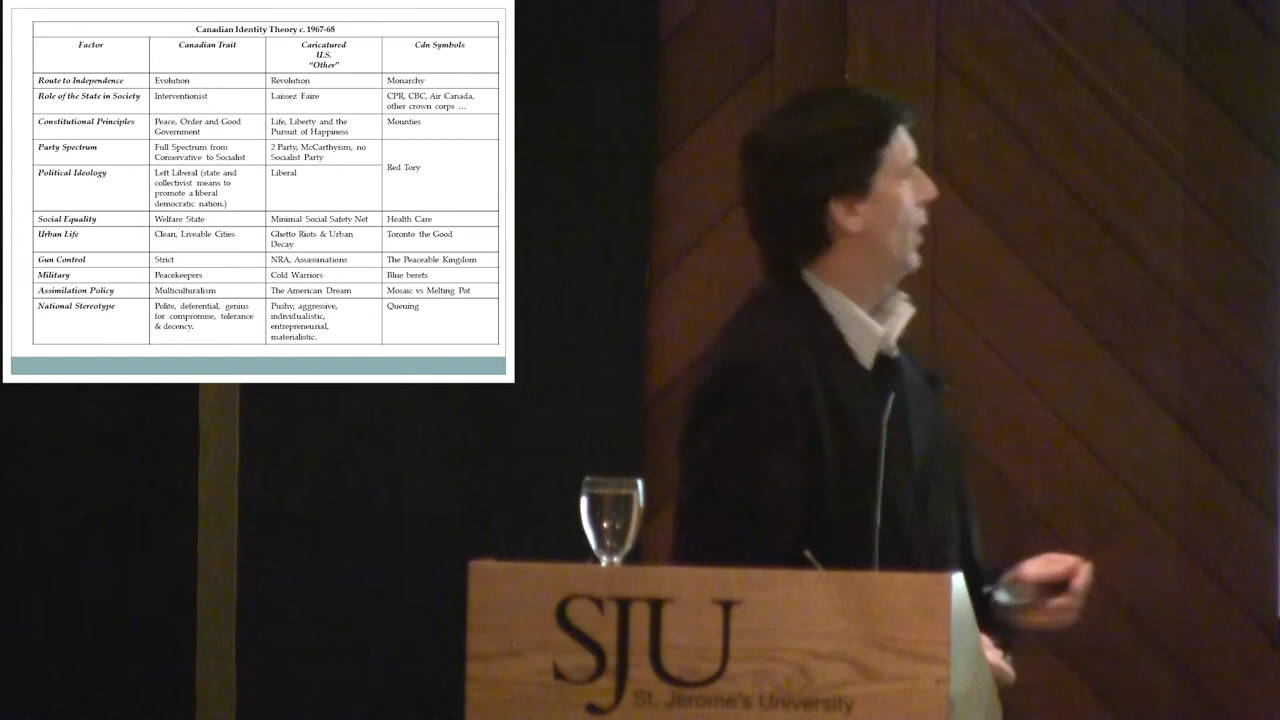 Canadian Identity Theory c. 1967-68
Factor
Canadian Trait
Caricatured
U.S.
“Other”
Cdn Symbols
Route to Independence
Evolution
Revolution
Monarchy
Role of the State in Society
Interventionist
Laissez Faire
CPR, CBC, Air Canada,
other crown corps …
Constitutional Principles
Peace, Order and Good
Government
Life, Liberty and the
Pursuit of Happiness
Mounties
Party Spectrum
Full Spectrum from
Conservative to Socialist
2 Party, McCarthyism, no
Socialist Party
Red Tory
Political Ideology
Left Liberal (state and
collectivist means to
promote a liberal
democratic nation.)
Liberal
Social Equality
Welfare State
Minimal Social Safety Net
Health Care
Urban Life
Clean, Liveable Cities
Ghetto Riots & Urban
Decay
Toronto the Good
Gun Control
Strict
NRA, Assassinations
The Peaceable Kingdom
Military
Peacekeepers
Cold Warriors
Blue berets
Assimilation Policy
Multiculturalism
The American Dream
Mosaic vs Melting Pot
National Stereotype
Polite, deferential, genius
for compromise, tolerance
& decency.
Pushy, aggressive,
individualistic,
entrepreneurial,
materialistic.
Queuing
SJU
St. Jerome's University